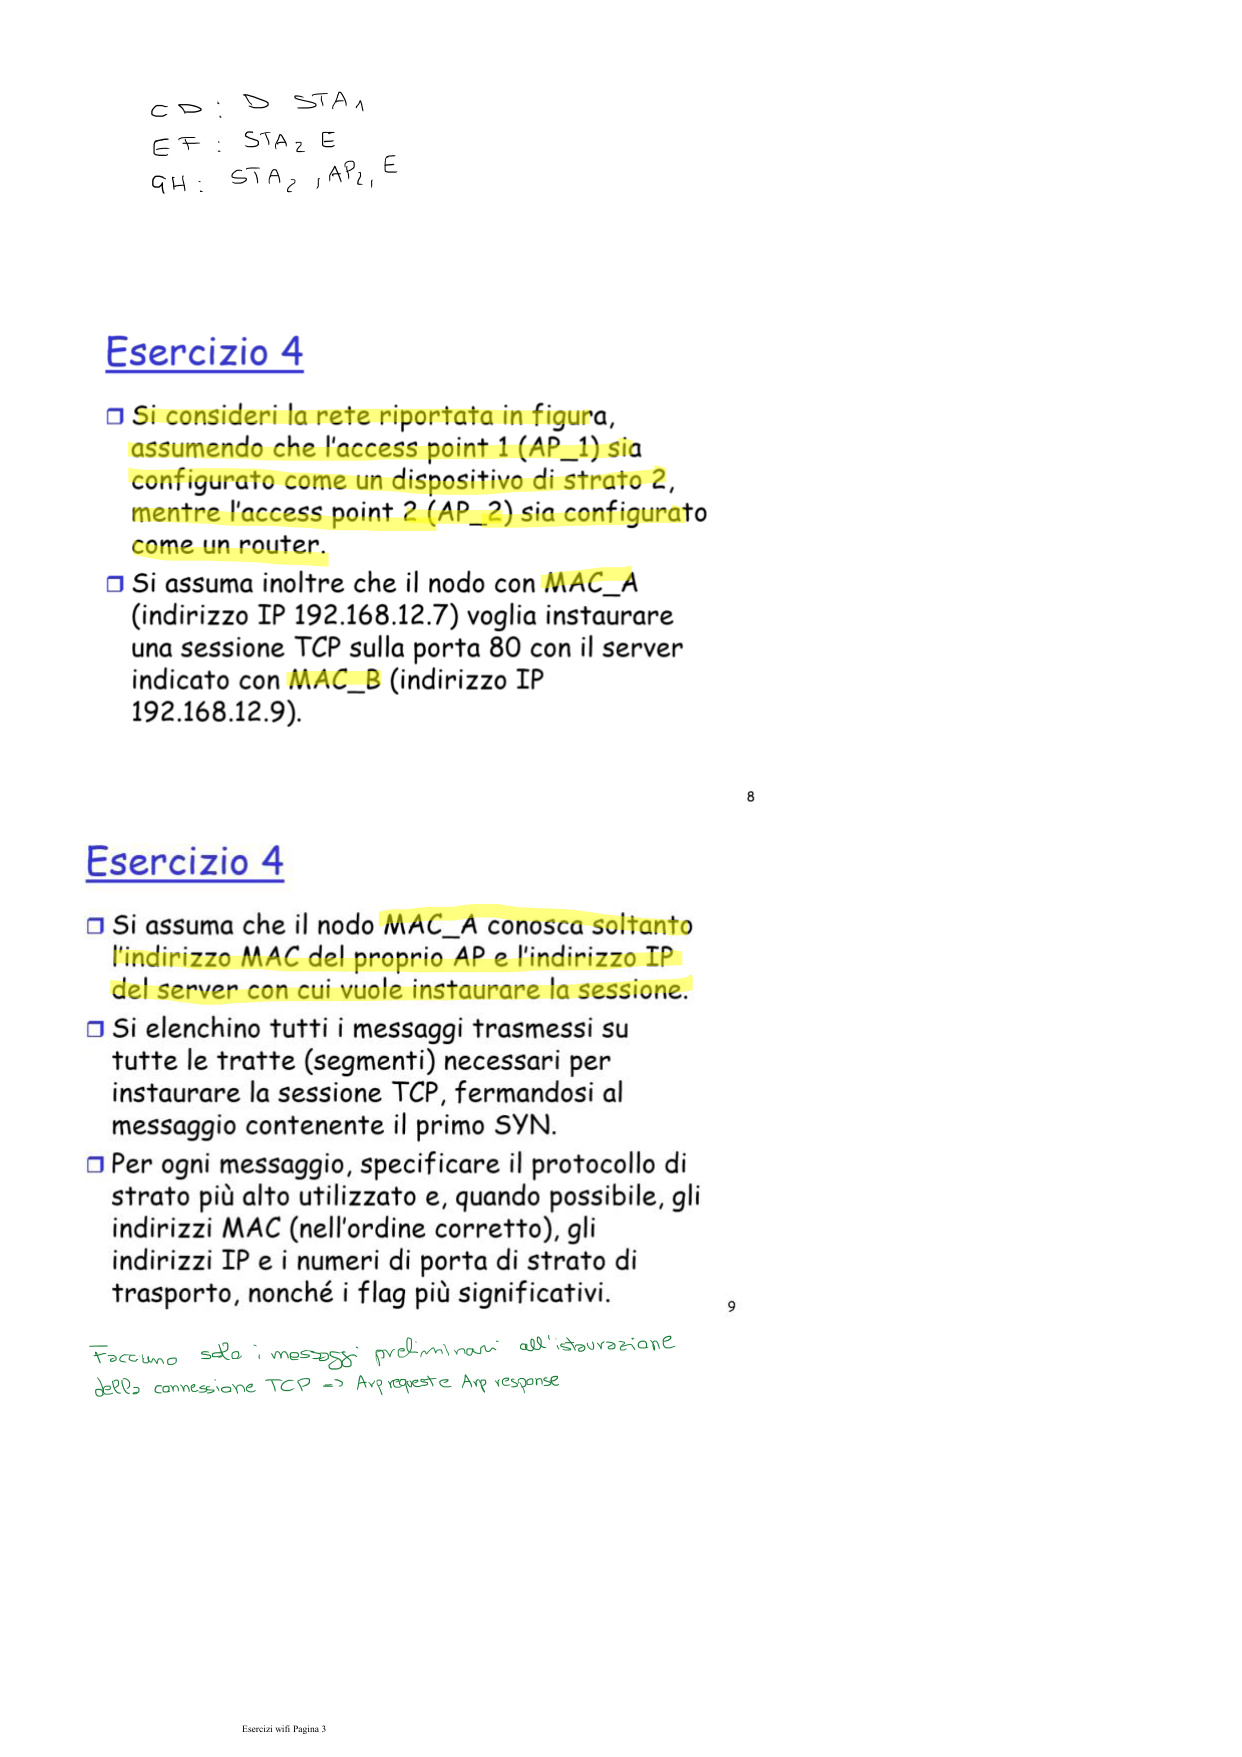 CD: D STA1
EF: STA2 E
GH: STA2, AP2, E
Esercizio 4
❒ Si consideri la rete riportata in figura,
assumendo che l'access point 1 (AP_1) sia
configurato come un dispositivo di strato 2,
mentre l'access point 2 (AP_2) sia configurato
come un router.
❒ Si assuma inoltre che il nodo con MAC_A
(indirizzo IP 192.168.12.7) voglia instaurare
una sessione TCP sulla porta 80 con il server
indicato con MAC_B (indirizzo IP
192.168.12.9).
8
Esercizio 4
❒ Si assuma che il nodo MAC_A conosca soltanto
l'indirizzo MAC del proprio AP e l'indirizzo IP
del server con cui vuole instaurare la sessione.
❒ Si elenchino tutti i messaggi trasmessi su
tutte le tratte (segmenti) necessari per
instaurare la sessione TCP, fermandosi al
messaggio contenente il primo SYN.
❒ Per ogni messaggio, specificare il protocollo di
strato più alto utilizzato e, quando possibile, gli
indirizzi MAC (nell'ordine corretto), gli
indirizzi IP e i numeri di porta di strato di
trasporto, nonché i flag più significativi.
9
solo i messaggi preliminari all'istaurazione
della connessione TCP => Arp request e Arp response
Esercizi wifi Pagina 3